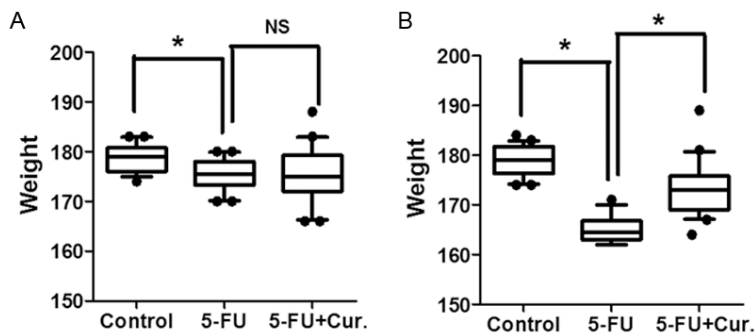 A
* NS
200
190
180
170
160
150
Weight
Control 5-FU 5-FU+Cur.
B
* *
200
190
180
170
160
150
Weight
Control 5-FU 5-FU+Cur.